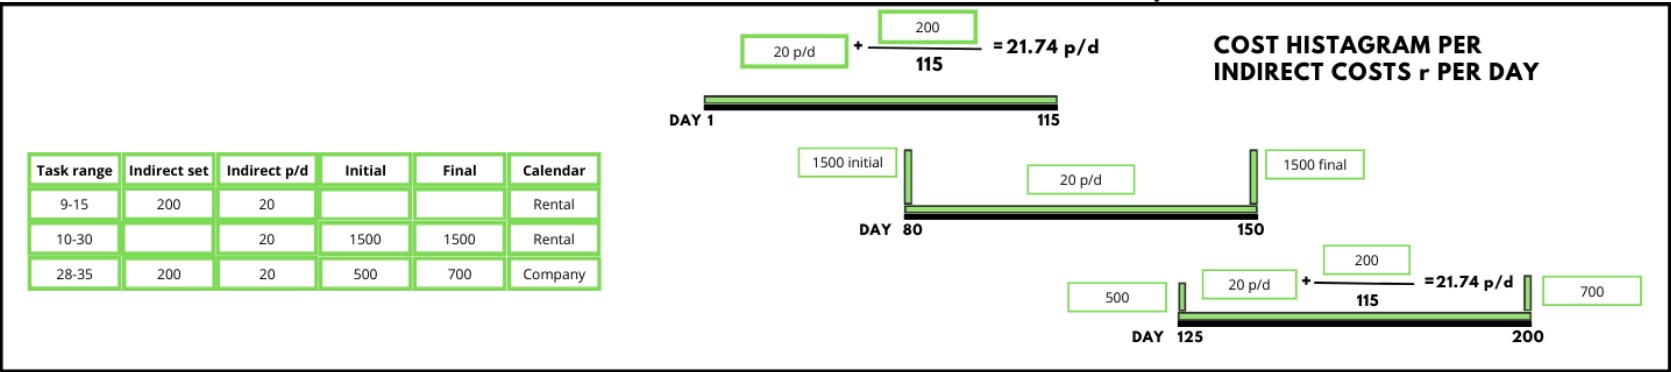 COST HISTAGRAM PER
INDIRECT COSTS r PER DAY
20 p/d + 200 / 115 = 21.74 p/d
DAY 1 115
Task range Indirect set Indirect p/d Initial Final Calendar
9-15 200 20 Rental
10-30 20 1500 1500 Rental
28-35 200 20 500 700 Company
1500 initial 20 p/d 1500 final
DAY 80 150
500 20 p/d + 200 / 115 =21.74 p/d 700
DAY 125 200